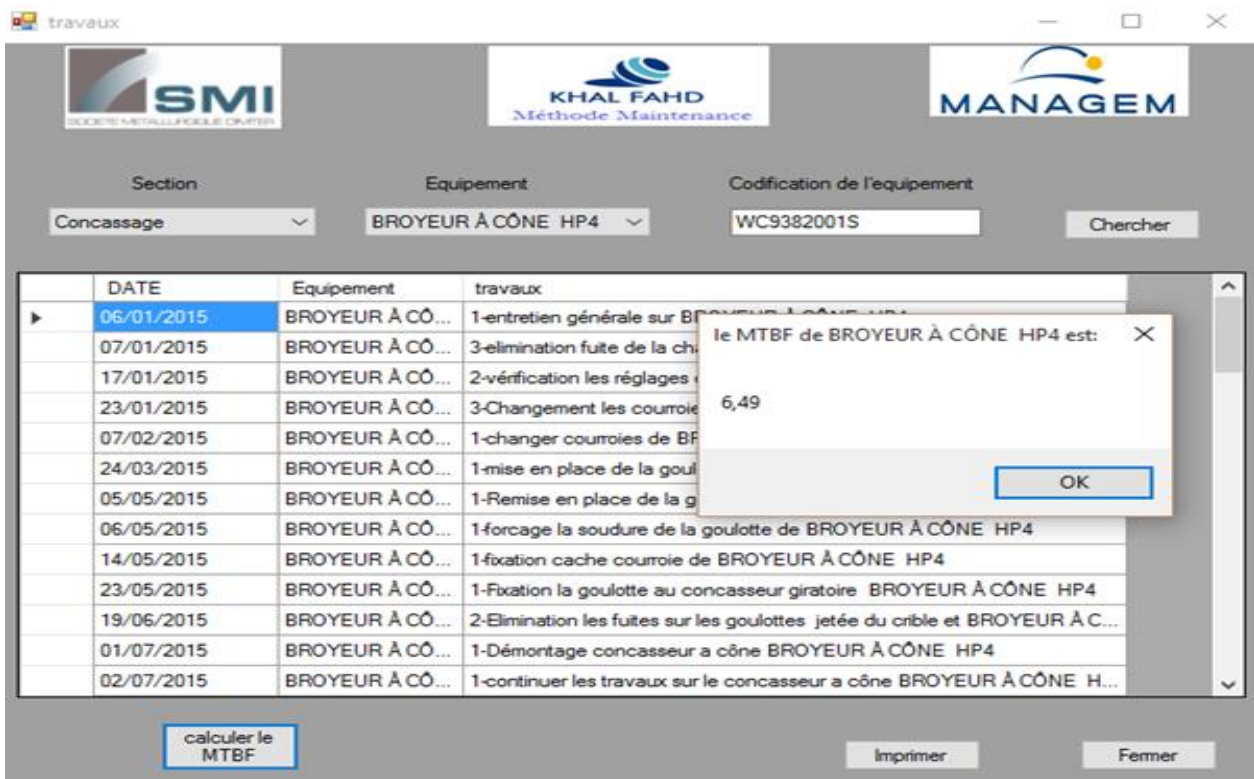 travaux
SMI
SOCIETE METALLURGIQUE D'IMITER
KHAL FAHD
Méthode Maintenance
MANAGEM
Section Equipement Codification de l'equipement
Concassage BROYEUR À CÔNE HP4 WC9382001S Chercher
DATE Equipement travaux
06/01/2015 BROYEUR À CÔ... 1-entretien générale sur
07/01/2015 BROYEUR À CÔ... 3-elimination fuite de la
17/01/2015 BROYEUR À CÔ... 2-vérification les réglages
23/01/2015 BROYEUR À CÔ... 3-Changement les courroie
07/02/2015 BROYEUR À CÔ... 1-changer courroies de
24/03/2015 BROYEUR À CÔ... 1-mise en place de la goul
05/05/2015 BROYEUR À CÔ... 1-Remise en place de la g
06/05/2015 BROYEUR À CÔ... 1-forcage la soudure de la goulotte de BROYEUR À CÔNE HP4
14/05/2015 BROYEUR À CÔ... 1-fixation cache courroie de BROYEUR À CÔNE HP4
23/05/2015 BROYEUR À CÔ... 1-Fixation la goulotte au concasseur giratoire BROYEUR À CÔNE HP4
19/06/2015 BROYEUR À CÔ... 2-Elimination les fuites sur les goulottes jetée du crible et BROYEUR À C...
01/07/2015 BROYEUR À CÔ... 1-Démontage concasseur a cône BROYEUR À CÔNE HP4
02/07/2015 BROYEUR À CÔ... 1-continuer les travaux sur le concasseur a cône BROYEUR À CÔNE H...
le MTBF de BROYEUR À CÔNE HP4 est:
6,49
OK
calculer le
MTBF
Imprimer Fermer